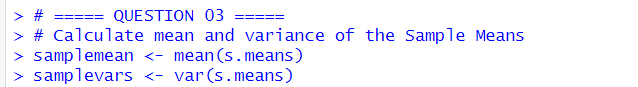 > # ===== QUESTION 03 =====
> # Calculate mean and variance of the Sample Means
> samplemean <- mean(s.means)
> samplevars <- var(s.means)